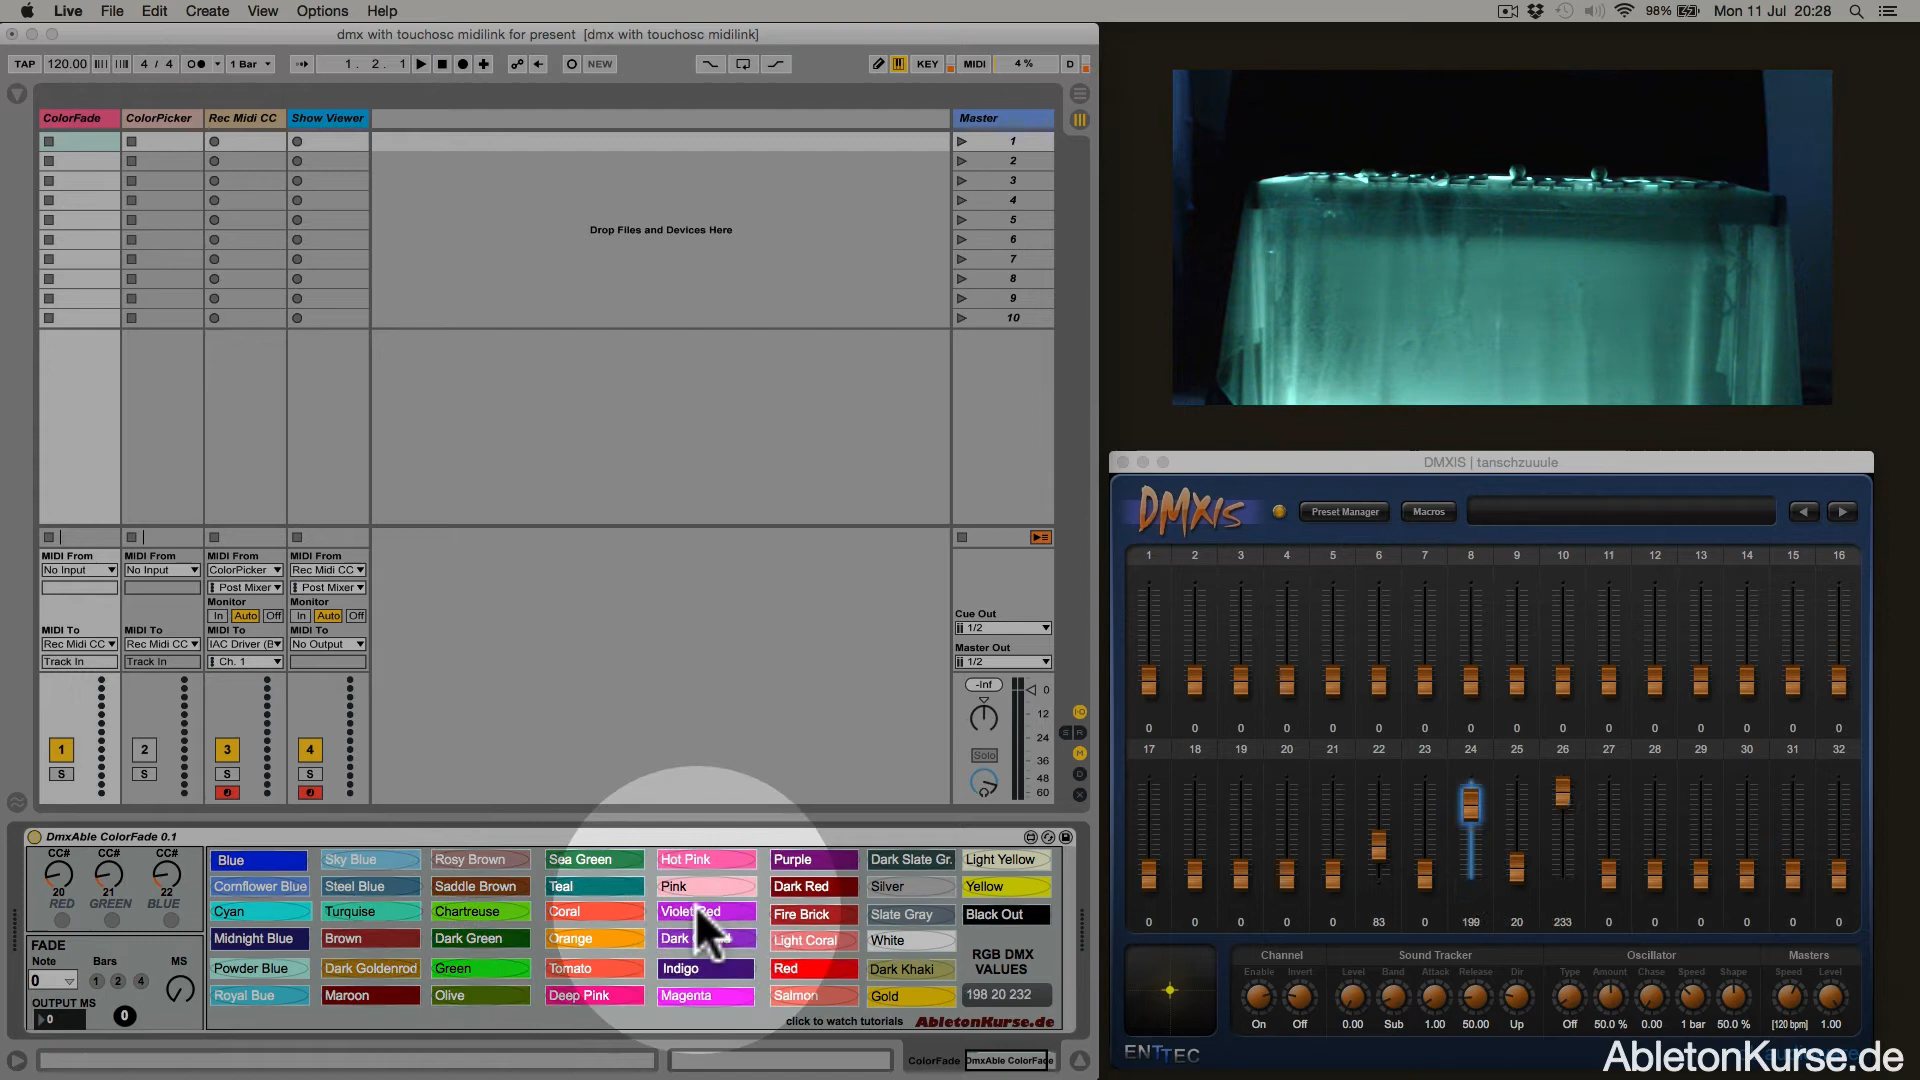 Live File Edit Create View Options Help 98% Mon 11 Jul 20:28
dmx with touchosc midilink for present [dmx with touchosc midilink]
TAP 120.00 4 / 4 1 Bar 1. 2. 1 NEW KEY MIDI 4 % D
ColorFade ColorPicker Rec Midi CC Show Viewer Master
1
2
3
4
5
6
7
8
9
10
Drop Files and Devices Here
MIDI From MIDI From MIDI From MIDI From
No Input No Input ColorPicker Rec Midi CC
Post Mixer Post Mixer
Monitor Monitor
In Auto Off In Auto Off
MIDI To MIDI To MIDI To MIDI To
Rec Midi CC Rec Midi CC IAC Driver (B No Output
Track In Track In Ch. 1
Cue Out
1/2
Master Out
1/2
-Inf 0
12
24
Solo 36
48
60
1 2 3 4
S S S S
S R
M
D
X
DmxAble ColorFade 0.1
CC# CC# CC#
20 21 22
RED GREEN BLUE
FADE
Note Bars MS
0 1 2 4
OUTPUT MS
0 0
Blue Sky Blue Rosy Brown Sea Green Hot Pink Purple Dark Slate Gr. Light Yellow
Cornflower Blue Steel Blue Saddle Brown Teal Pink Dark Red Silver Yellow
Cyan Turquise Chartreuse Coral Violet Red Fire Brick Slate Gray Black Out
Midnight Blue Brown Dark Green Orange Dark Light Coral White
Powder Blue Dark Goldenrod Green Tomato Indigo Red Dark Khaki
Royal Bue Maroon Olive Deep Pink Magenta Salmon Gold
RGB DMX
VALUES
198 20 232
click to watch tutorials AbletonKurse.de
ColorFade DmxAble ColorFade
DMXIS | tanschzuuule
DMXIS Preset Manager Macros
1 2 3 4 5 6 7 8 9 10 11 12 13 14 15 16
0 0 0 0 0 0 0 0 0 0 0 0 0 0 0 0
17 18 19 20 21 22 23 24 25 26 27 28 29 30 31 32
0 0 0 0 0 83 0 199 20 233 0 0 0 0 0 0
Channel Sound Tracker Oscillator Masters
Enable Invert Level Band Attack Release Dir Type Amount Chase Speed Shape Speed Level
On Off 0.00 Sub 1.00 50.00 Up Off 50.0 % 0.00 1 bar 50.0 % [120 bpm] 1.00
ENTTEC
AbletonKurse.de